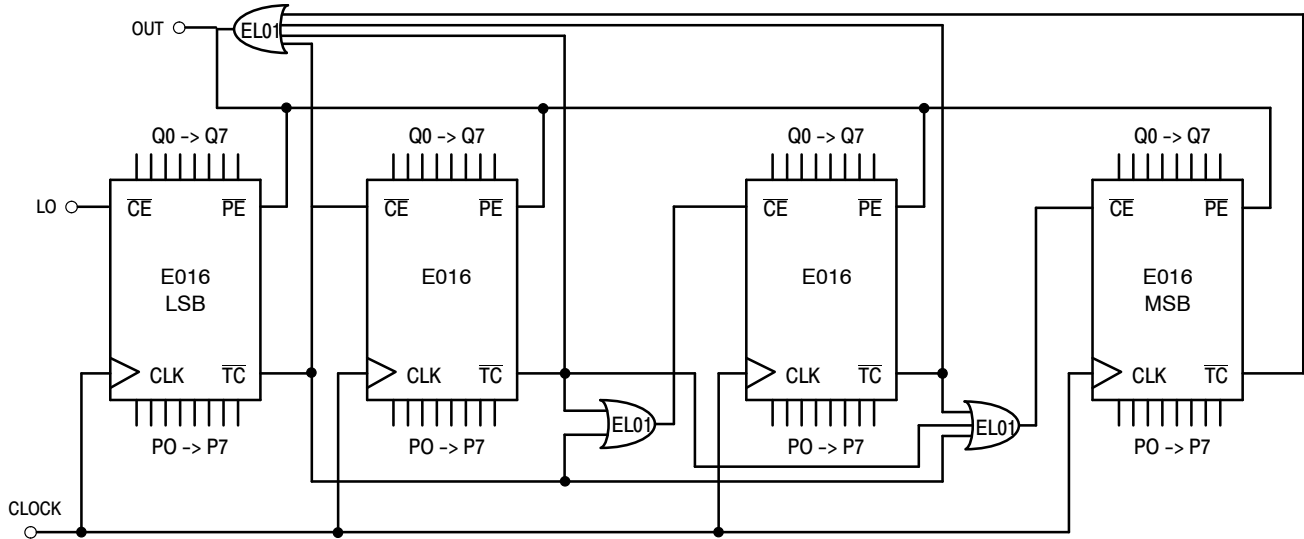 OUT
EL01
Q0 -> Q7 Q0 -> Q7 Q0 -> Q7 Q0 -> Q7
LO CE PE CE PE CE PE CE PE
E016 E016 E016 E016
LSB MSB
CLK TC CLK TC CLK TC CLK TC
EL01 EL01
PO -> P7 PO -> P7 PO -> P7 PO -> P7
CLOCK